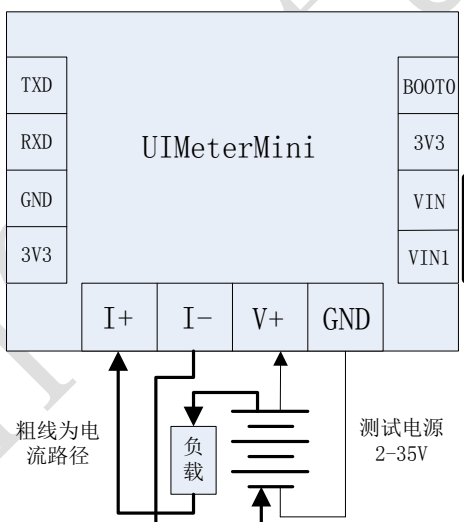 TXD
RXD
GND
3V3
UIMeterMini
BOOT0
3V3
VIN
VIN1
I+
I-
V+
GND
粗线为电
流路径
负
载
测试电源
2-35V